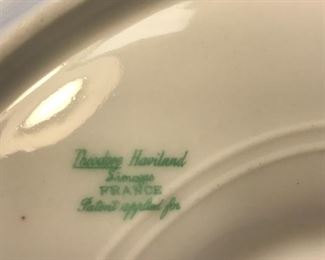 Theodore Haviland
Limoges
FRANCE
Patent applied for